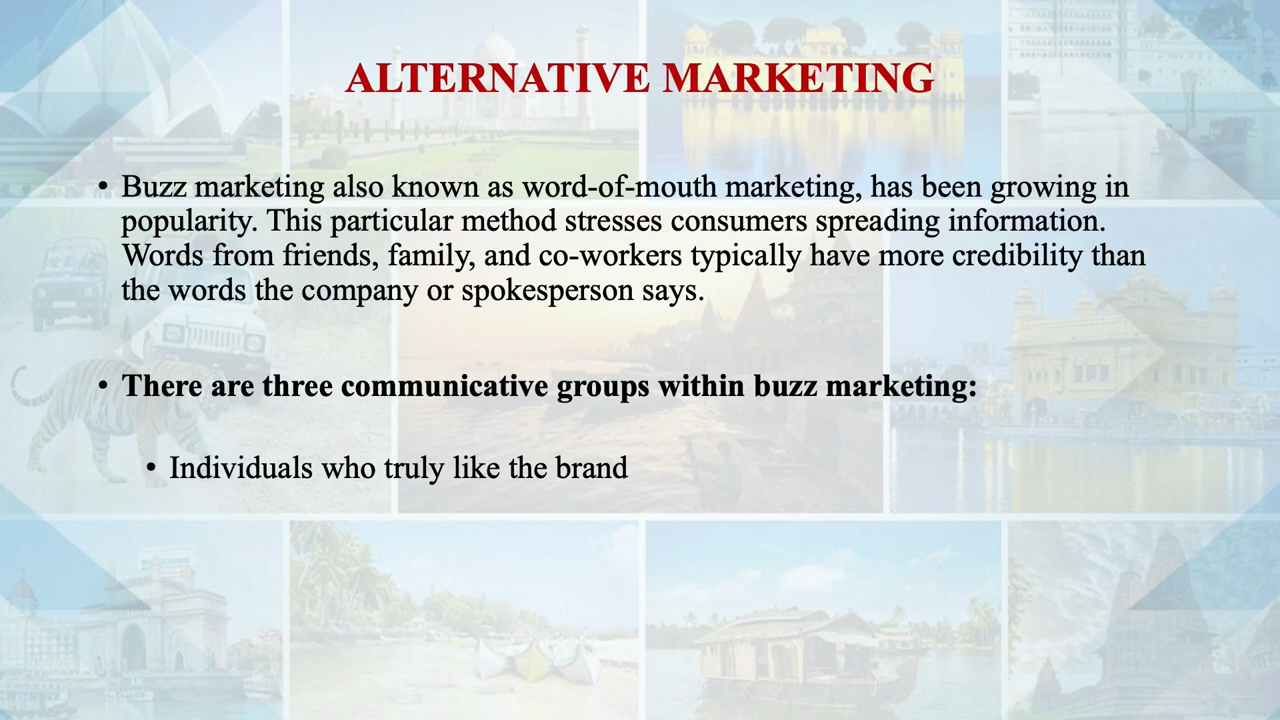 ALTERNATIVE MARKETING
• Buzz marketing also known as word-of-mouth marketing, has been growing in
popularity. This particular method stresses consumers spreading information.
Words from friends, family, and co-workers typically have more credibility than
the words the company or spokesperson says.
• There are three communicative groups within buzz marketing:
• Individuals who truly like the brand